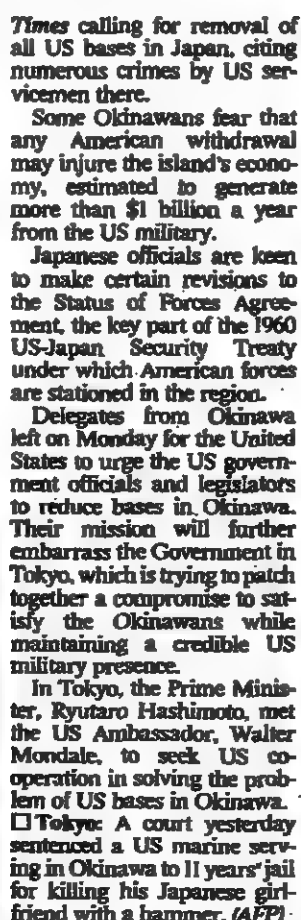 Times calling for removal of
all US bases in Japan, citing
numerous crimes by US ser-
vicemen there.
Some Okinawans fear that
any American withdrawal
may injure the island's econo-
my, estimated to generate
more than $1 billion a year
from the US military.
Japanese officials are keen
to make certain revisions to
the Status of Forces Agree-
ment, the key part of the 1960
US-Japan Security Treaty
under which American forces
are stationed in the region.
Delegates from Okinawa
left on Monday for the United
States to urge the US govern-
ment officials and legislators
to reduce bases in Okinawa.
Their mission will further
embarrass the Government in
Tokyo, which is trying to patch
together a compromise to sat-
isfy the Okinawans while
maintaining a credible US
military presence.
In Tokyo, the Prime Minis-
ter, Ryutaro Hashimoto, met
the US Ambassador, Walter
Mondale, to seek US co-
operation in solving the prob-
lem of US bases in Okinawa.
□ Tokyo: A court yesterday
sentenced a US marine serv-
ing in Okinawa to 11 years' jail
for killing his Japanese girl-
friend with a hammer. (AFP)